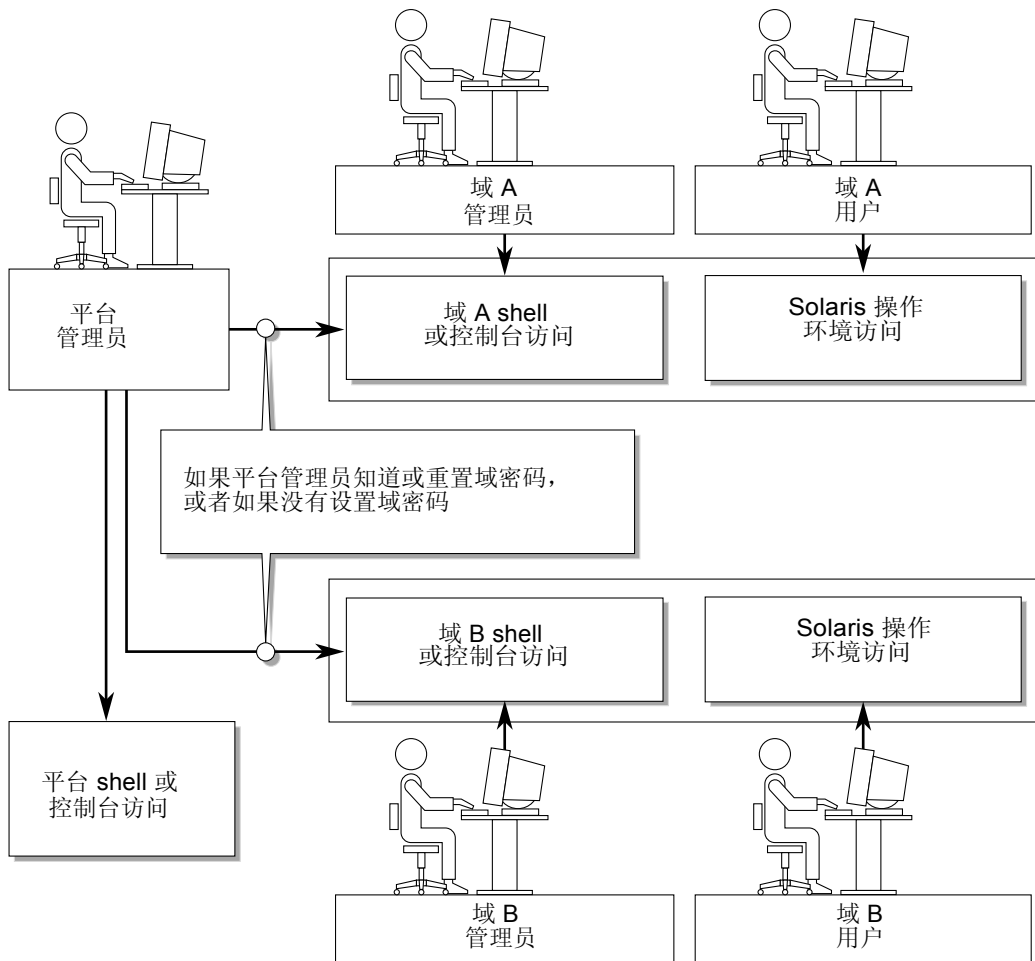 域 A
管理员
域 A
用户
平台
管理员
域 A shell
或控制台访问
Solaris 操作
环境访问
如果平台管理员知道或重置域密码，
或者如果没有设置域密码
域 B shell
或控制台访问
Solaris 操作
环境访问
平台 shell 或
控制台访问
域 B
管理员
域 B
用户